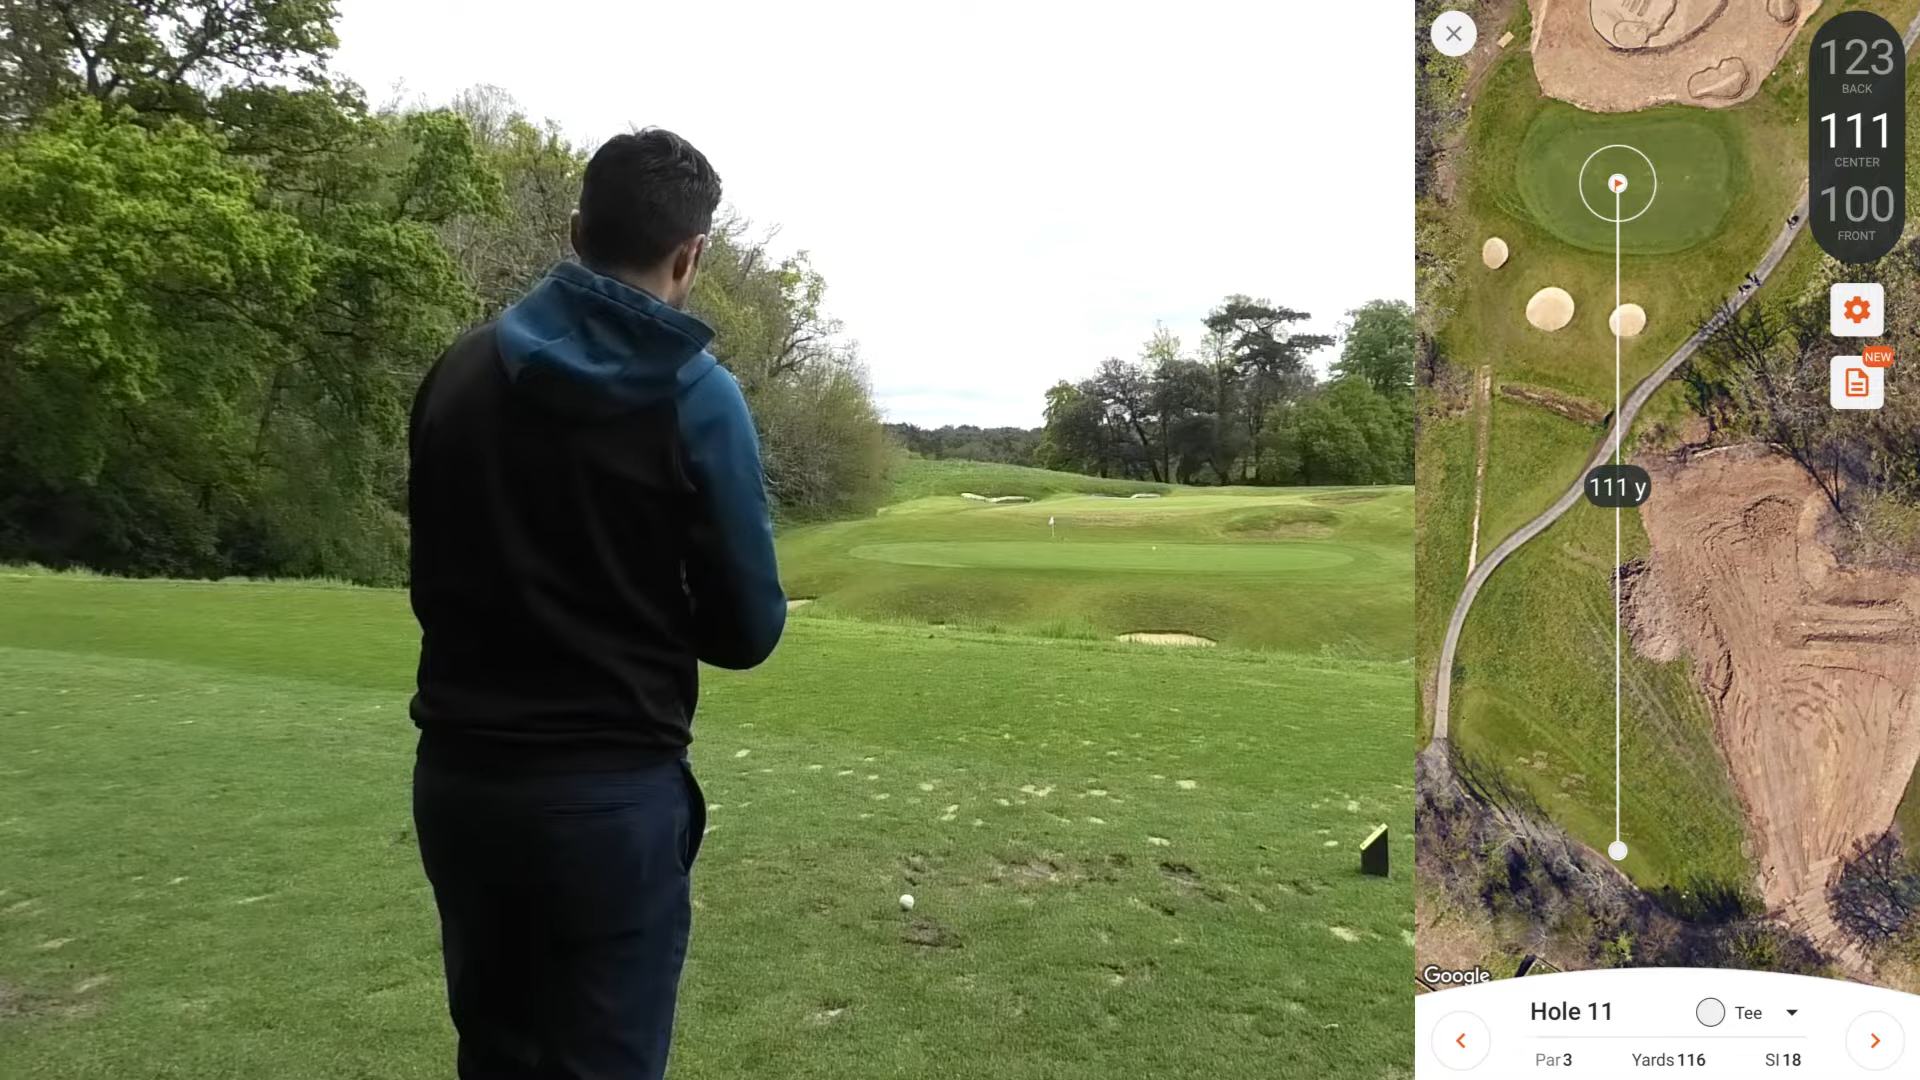 123
BACK
111
CENTER
100
FRONT
NEW
111 y
Google
Hole 11
Tee
Par 3
Yards 116
SI 18